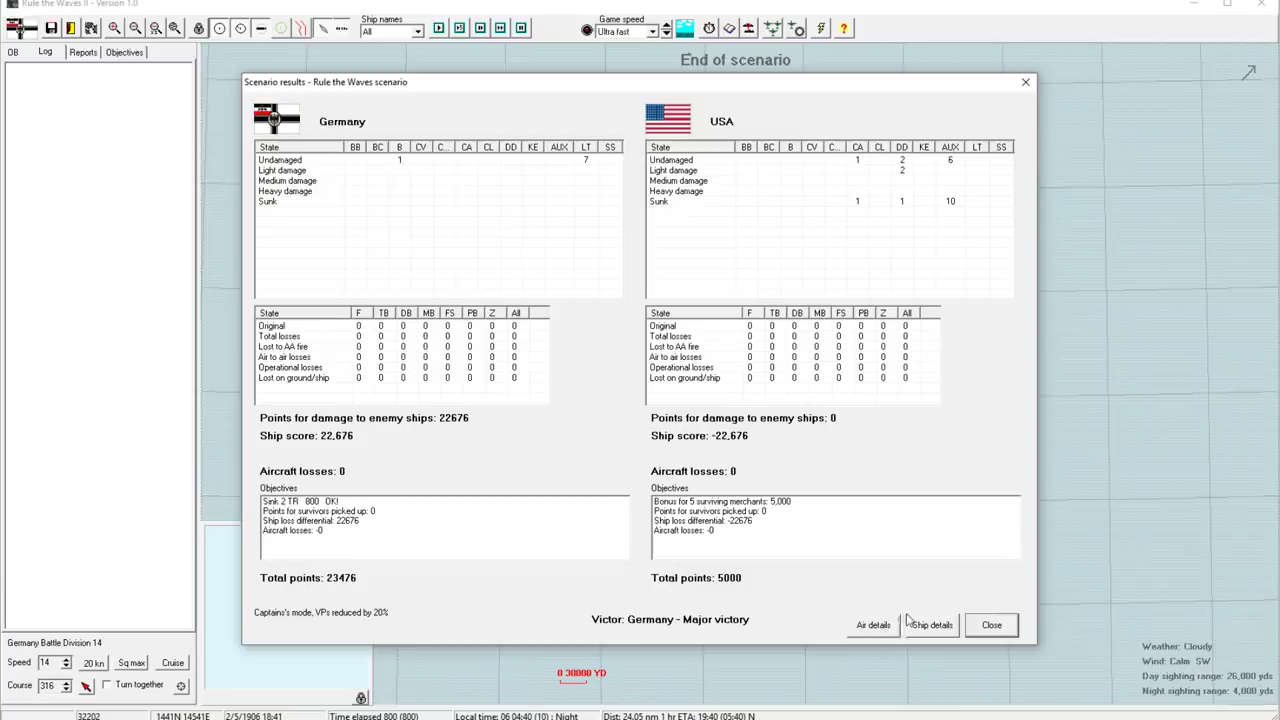 Rule the Waves II - Version 1.0
Ship names
All
Game speed
Ultra fast
OB Log Reports Objectives
End of scenario
Scenario results - Rule the Waves scenario
Germany
State BB BC B CV C... CA CL DD KE AUX LT SS
Undamaged 1 7
Light damage
Medium damage
Heavy damage
Sunk
USA
State BB BC B CV C... CA CL DD KE AUX LT SS
Undamaged 1 2 6
Light damage 2
Medium damage
Heavy damage
Sunk 1 1 10
State F TB DB MB FS PB Z All
Original 0 0 0 0 0 0 0 0
Total losses 0 0 0 0 0 0 0 0
Lost to AA fire 0 0 0 0 0 0 0 0
Air to air losses 0 0 0 0 0 0 0 0
Operational losses 0 0 0 0 0 0 0 0
Lost on ground/ship 0 0 0 0 0 0 0 0
State F TB DB MB FS PB Z All
Original 0 0 0 0 0 0 0 0
Total losses 0 0 0 0 0 0 0 0
Lost to AA fire 0 0 0 0 0 0 0 0
Air to air losses 0 0 0 0 0 0 0 0
Operational losses 0 0 0 0 0 0 0 0
Lost on ground/ship 0 0 0 0 0 0 0 0
Points for damage to enemy ships: 22676
Ship score: 22,676
Aircraft losses: 0
Objectives
Sink 2 TR 800 OK!
Points for survivors picked up: 0
Ship loss differential: 22676
Aircraft losses: -0
Total points: 23476
Points for damage to enemy ships: 0
Ship score: -22,676
Aircraft losses: 0
Objectives
Bonus for 5 surviving merchants: 5,000
Points for survivors picked up: 0
Ship loss differential: -22676
Aircraft losses: -0
Total points: 5000
Captains's mode, VPs reduced by 20%
Victor: Germany - Major victory
Air details Ship details Close
Germany Battle Division 14
Speed 14 20 kn Sq max Cruise
Course 316 Turn together
0 30000 YD
Weather: Cloudy
Wind: Calm SW
Day sighting range: 26,000 yds
Night sighting range: 4,000 yds
32202 1441N 14541E 2/5/1906 18:41 Time elapsed 800 (800) Local time: 06 04:40 (10) : Night Dist: 24,05 nm 1 hr ETA: 19:40 (05:40) N